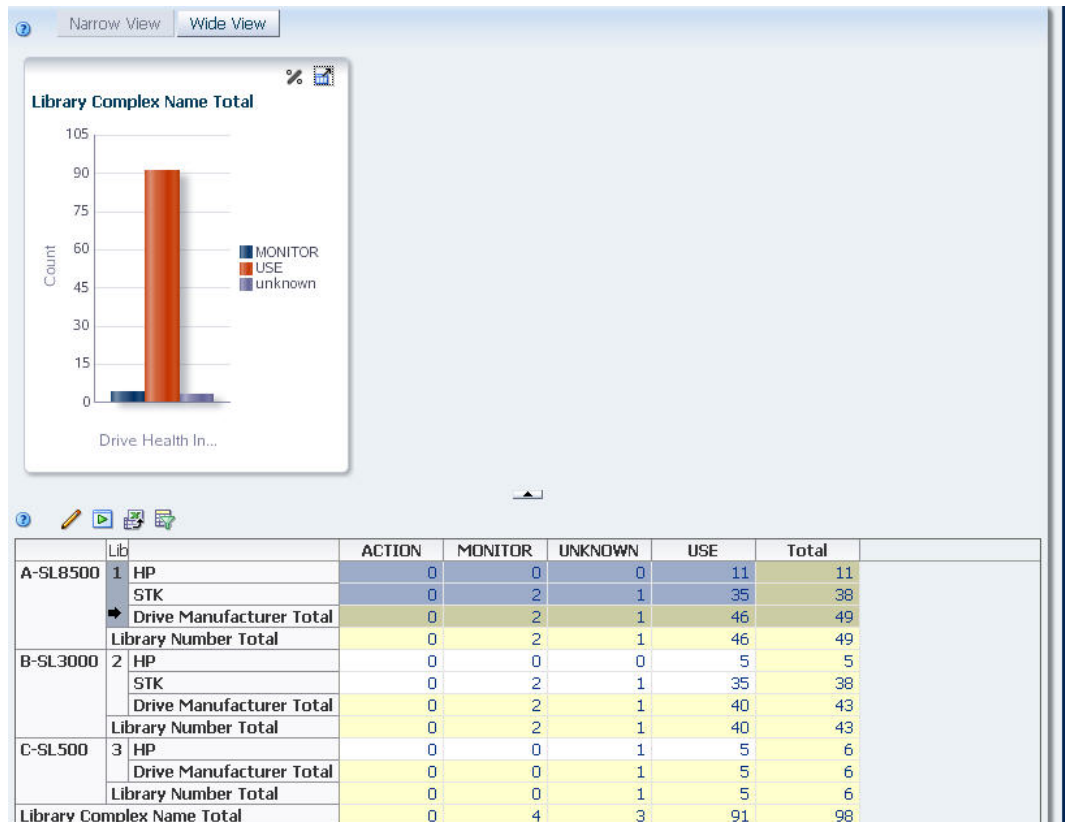 Narrow View Wide View
Library Complex Name Total
105
90
75
60
45
30
15
0
Count
MONITOR
USE
unknown
Drive Health In...
Lib ACTION MONITOR UNKNOWN USE Total
A-SL8500 1 HP 0 0 0 11 11
STK 0 2 1 35 38
Drive Manufacturer Total 0 2 1 46 49
Library Number Total 0 2 1 46 49
B-SL3000 2 HP 0 0 0 5 5
STK 0 2 1 35 38
Drive Manufacturer Total 0 2 1 40 43
Library Number Total 0 2 1 40 43
C-SL500 3 HP 0 0 1 5 6
Drive Manufacturer Total 0 0 1 5 6
Library Number Total 0 0 1 5 6
Library Complex Name Total 0 4 3 91 98